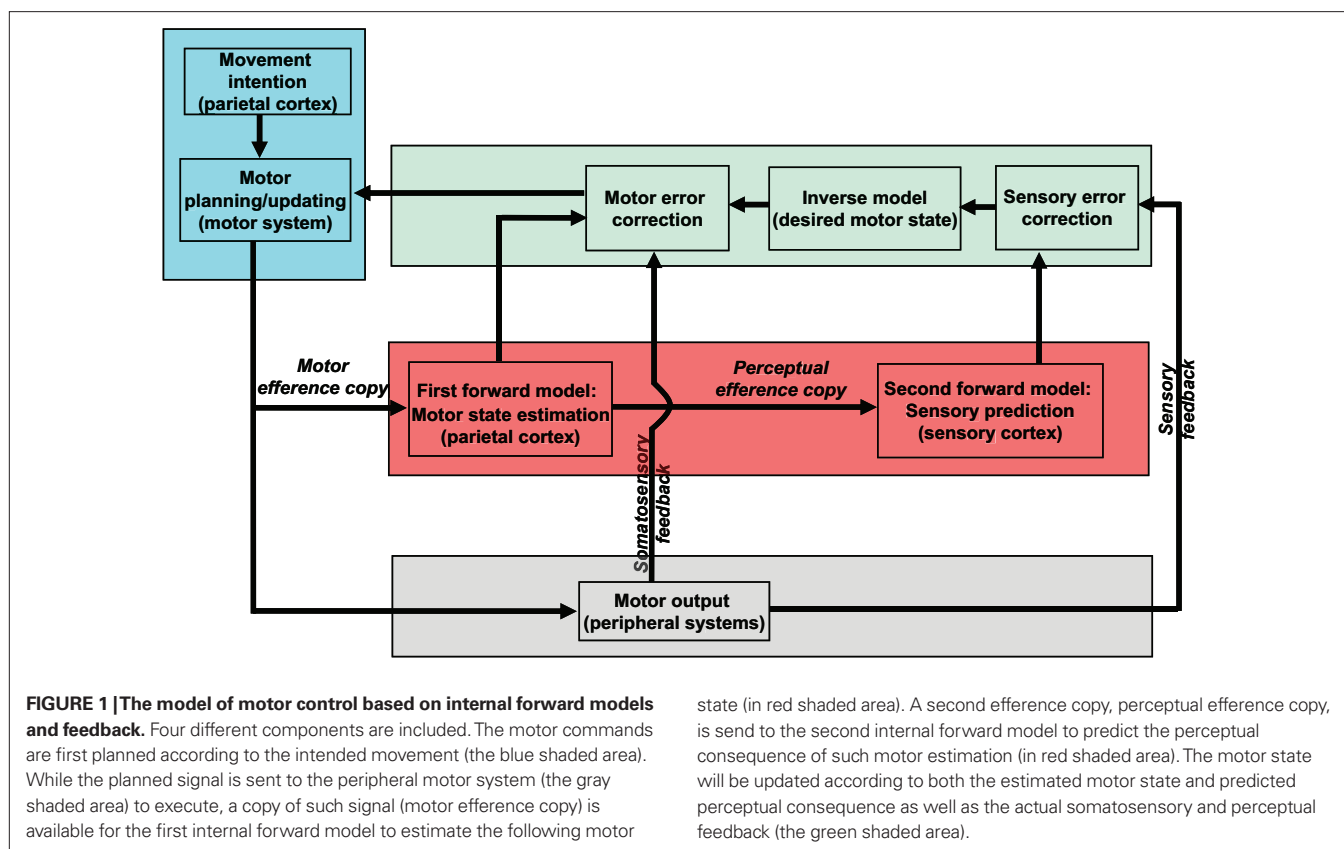 Movement
intention
(parietal cortex)
Motor
planning/updating
(motor system)
Motor error
correction
Inverse model
(desired motor state)
Sensory error
correction
Motor
efference copy
First forward model:
Motor state estimation
(parietal cortex)
Perceptual
efference copy
Second forward model:
Sensory prediction
(sensory cortex)
Somatosensory
feedback
Sensory
feedback
Motor output
(peripheral systems)
FIGURE 1 | The model of motor control based on internal forward models
and feedback. Four different components are included. The motor commands
are first planned according to the intended movement (the blue shaded area).
While the planned signal is sent to the peripheral motor system (the gray
shaded area) to execute, a copy of such signal (motor efference copy) is
available for the first internal forward model to estimate the following motor
state (in red shaded area). A second efference copy, perceptual efference copy,
is send to the second internal forward model to predict the perceptual
consequence of such motor estimation (in red shaded area). The motor state
will be updated according to both the estimated motor state and predicted
perceptual consequence as well as the actual somatosensory and perceptual
feedback (the green shaded area).